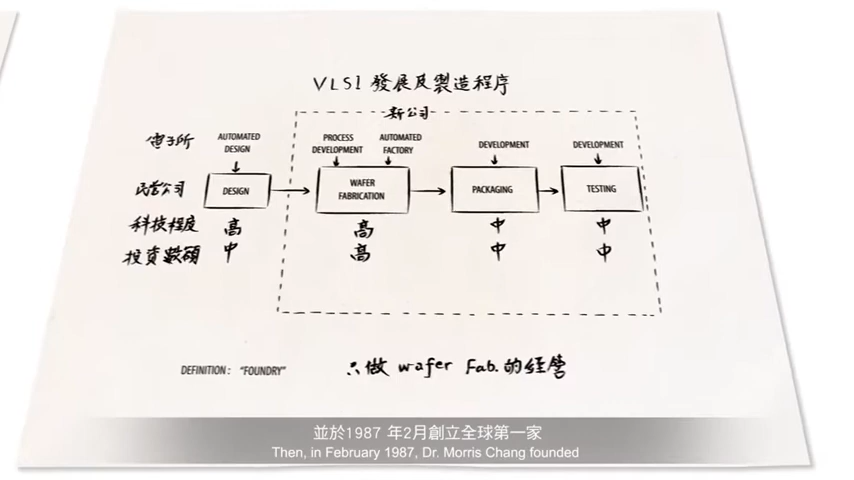 VLSI 發展及製造程序
新公司
電子所 AUTOMATED DESIGN PROCESS DEVELOPMENT AUTOMATED FACTORY DEVELOPMENT DEVELOPMENT
民營公司 DESIGN WAFER FABRICATION PACKAGING TESTING
科技程度 高 高 中 中
投資數額 中 高 中 中
DEFINITION: "FOUNDRY" 只做 wafer Fab. 的經營
並於1987 年2月創立全球第一家
Then, in February 1987, Dr. Morris Chang founded